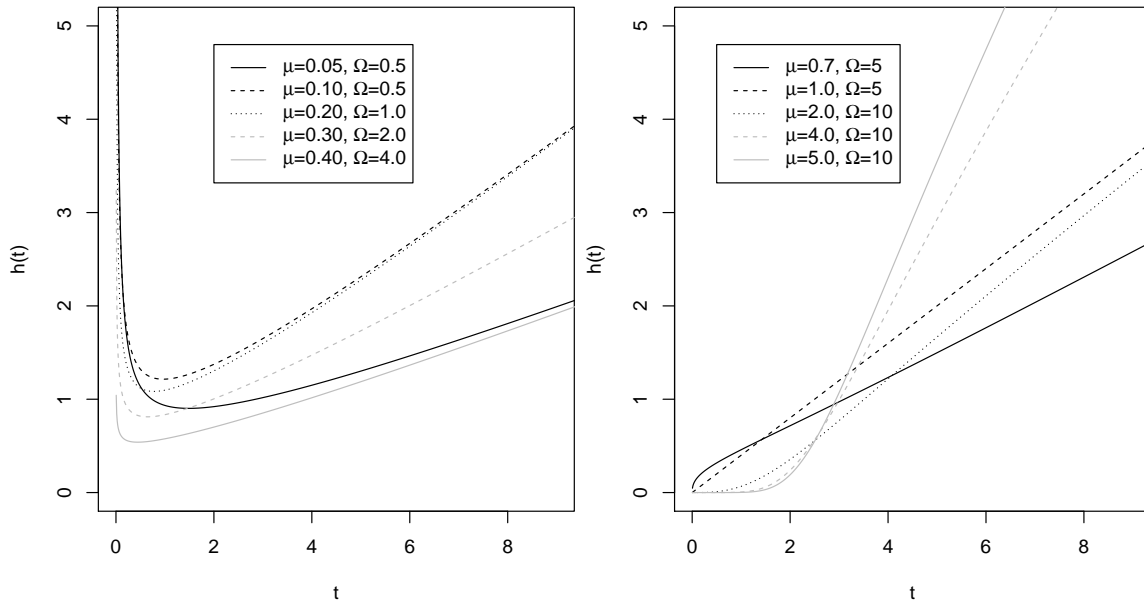 μ=0.05, Ω=0.5
μ=0.10, Ω=0.5
μ=0.20, Ω=1.0
μ=0.30, Ω=2.0
μ=0.40, Ω=4.0
h(t)
5
4
3
2
1
0
0 2 4 6 8
t
μ=0.7, Ω=5
μ=1.0, Ω=5
μ=2.0, Ω=10
μ=4.0, Ω=10
μ=5.0, Ω=10
h(t)
5
4
3
2
1
0
0 2 4 6 8
t